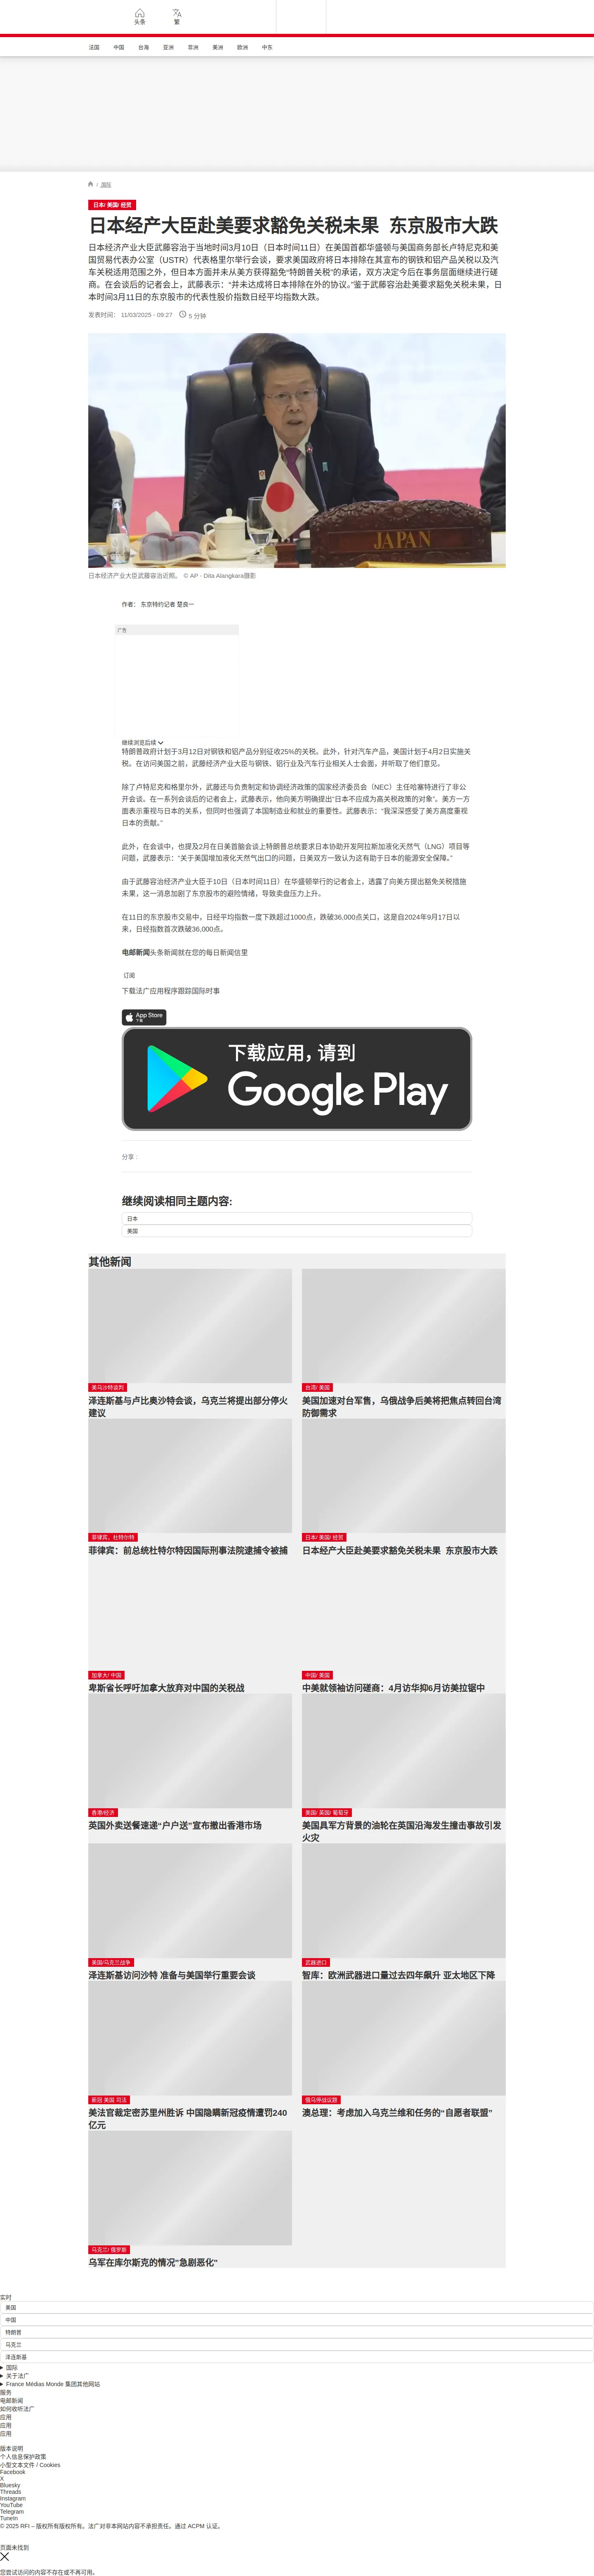 头条
繁
法国 中国 台海 亚洲 非洲 美洲 欧洲 中东
/ 国际
日本/ 美国/ 经贸
日本经产大臣赴美要求豁免关税未果 东京股市大跌
日本经济产业大臣武藤容治于当地时间3月10日（日本时间11日）在美国首都华盛顿与美国商务部长卢特尼克和美
国贸易代表办公室（USTR）代表格里尔举行会谈，要求美国政府将日本排除在其宣布的钢铁和铝产品关税以及汽
车关税适用范围之外，但日本方面并未从美方获得豁免“特朗普关税”的承诺，双方决定今后在事务层面继续进行磋
商。在会谈后的记者会上，武藤表示：“并未达成将日本排除在外的协议。”鉴于武藤容治赴美要求豁免关税未果，日
本时间3月11日的东京股市的代表性股价指数日经平均指数大跌。
发表时间： 11/03/2025 - 09:27 5 分钟
JAPAN
日本经济产业大臣武藤容治近照。 © AP - Dita Alangkara摄影
作者： 东京特约记者 楚良一
广告
继续浏览后续
特朗普政府计划于3月12日对钢铁和铝产品分别征收25%的关税。此外，针对汽车产品，美国计划于4月2日实施关
税。在访问美国之前，武藤经济产业大臣与钢铁、铝行业及汽车行业相关人士会面，并听取了他们意见。
除了卢特尼克和格里尔外，武藤还与负责制定和协调经济政策的国家经济委员会（NEC）主任哈塞特进行了非公
开会谈。在一系列会谈后的记者会上，武藤表示，他向美方明确提出“日本不应成为高关税政策的对象”。美方一方
面表示重视与日本的关系，但同时也强调了本国制造业和就业的重要性。武藤表示：“我深深感受了美方高度重视
日本的贡献。”
此外，在会谈中，也提及2月在日美首脑会谈上特朗普总统要求日本协助开发阿拉斯加液化天然气（LNG）项目等
问题，武藤表示：“关于美国增加液化天然气出口的问题，日美双方一致认为这有助于日本的能源安全保障。”
由于武藤容治经济产业大臣于10日（日本时间11日）在华盛顿举行的记者会上，透露了向美方提出豁免关税措施
未果，这一消息加剧了东京股市的避险情绪，导致卖盘压力上升。
在11日的东京股市交易中，日经平均指数一度下跌超过1000点，跌破36,000点关口，这是自2024年9月17日以
来，日经指数首次跌破36,000点。
电邮新闻头条新闻就在您的每日新闻信里
订阅
下载法广应用程序跟踪国际时事
App Store
下载
下载应用，请到
Google Play
分享 :
继续阅读相同主题内容:
日本
美国
其他新闻
美乌沙特谈判
泽连斯基与卢比奥沙特会谈，乌克兰将提出部分停火
建议
台湾/ 美国
美国加速对台军售，乌俄战争后美将把焦点转回台湾
防御需求
菲律宾，杜特尔特
菲律宾：前总统杜特尔特因国际刑事法院逮捕令被捕
日本/ 美国/ 经贸
日本经产大臣赴美要求豁免关税未果 东京股市大跌
加拿大/ 中国
卑斯省长呼吁加拿大放弃对中国的关税战
中国/ 美国
中美就领袖访问磋商：4月访华抑6月访美拉锯中
香港/经济
英国外卖送餐速递“户户送”宣布撤出香港市场
美国/ 英国/ 葡萄牙
美国具军方背景的油轮在英国沿海发生撞击事故引发
火灾
美国/乌克兰战争
泽连斯基访问沙特 准备与美国举行重要会谈
武器进口
智库：欧洲武器进口量过去四年飙升 亚太地区下降
新冠 美国 司法
美法官裁定密苏里州胜诉 中国隐瞒新冠疫情遭罚240
亿元
俄乌停战议题
澳总理：考虑加入乌克兰维和任务的“自愿者联盟”
乌克兰/ 俄罗斯
乌军在库尔斯克的情况"急剧恶化"
实时
美国
中国
特朗普
乌克兰
泽连斯基
国际
关于法广
France Médias Monde 集团其他网站
服务
电邮新闻
如何收听法广
应用
应用
应用
版本说明
个人信息保护政策
小型文本文件 / Cookies
Facebook
X
Bluesky
Threads
Instagram
YouTube
Telegram
TuneIn
© 2025 RFI – 版权所有版权所有。法广对非本网站内容不承担责任。通过 ACPM 认证。
页面未找到
您尝试访问的内容不存在或不再可用。